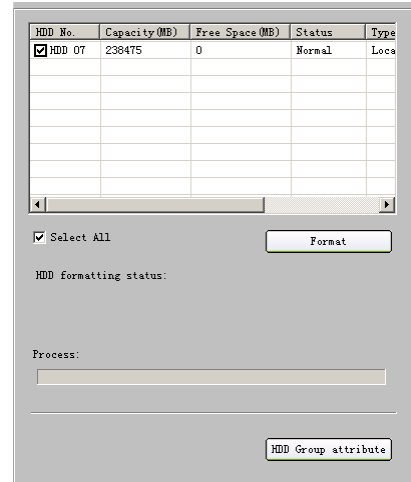 HDD No. Capacity(MB) Free Space(MB) Status Type
HDD 07 238475 0 Normal Loca
Select All Format
HDD formatting status:
Process:
HDD Group attribute